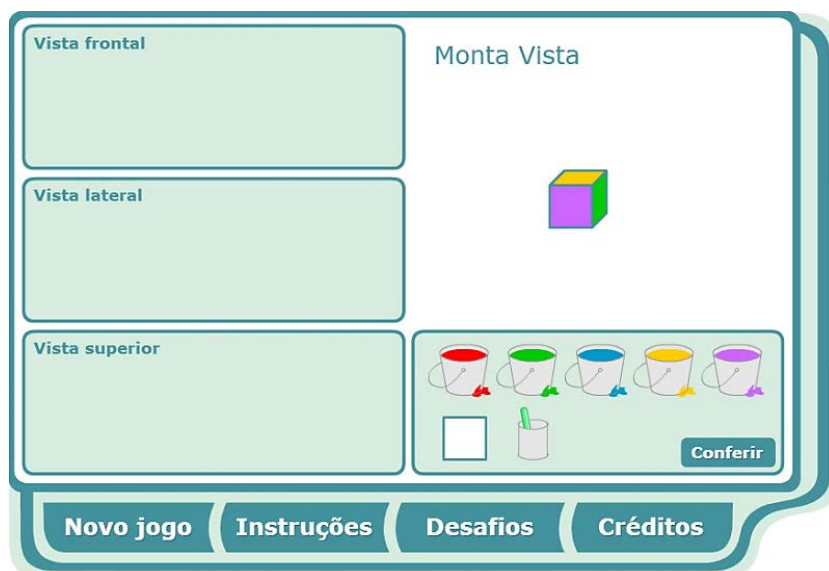 Vista frontal
Monta Vista
Vista lateral
Vista superior
Conferir
Novo jogo
Instruções
Desafios
Créditos